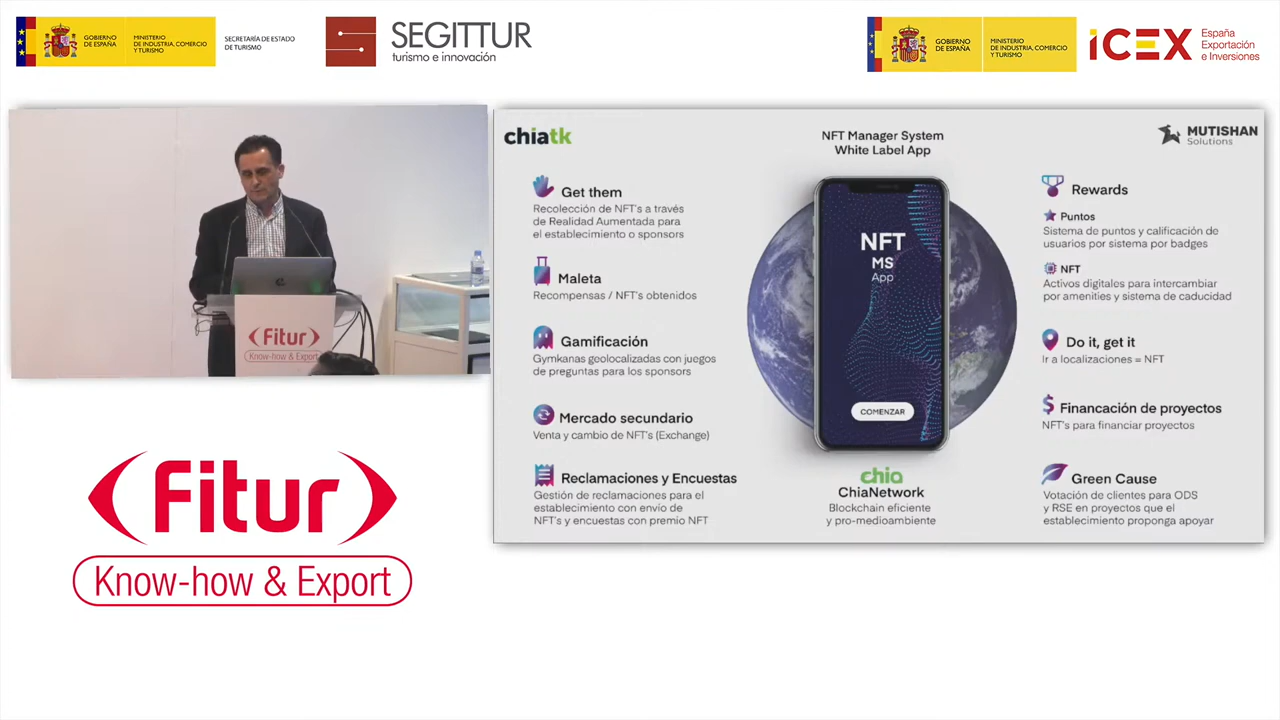 GOBIERNO
DE ESPAÑA
MINISTERIO
DE INDUSTRIA, COMERCIO
Y TURISMO
SECRETARÍA DE ESTADO
DE TURISMO
SEGITTUR
turismo e innovación
GOBIERNO
DE ESPAÑA
MINISTERIO
DE INDUSTRIA, COMERCIO
Y TURISMO
icex
España
Exportación
e Inversiones
Fitur
Know-how & Export
Fitur
Know-how & Export
chiatk
NFT Manager System
White Label App
MUTISHAN
Solutions
Get them
Recolección de NFT's a través
de Realidad Aumentada para
el establecimiento o sponsors
Maleta
Recompensas / NFT's obtenidos
Gamificación
Gymkanas geolocalizadas con juegos
de preguntas para los sponsors
Mercado secundario
Venta y cambio de NFT's (Exchange)
Reclamaciones y Encuestas
Gestión de reclamaciones para el
establecimiento con envío de
NFT's y encuestas con premio NFT
NFT
MS
App
COMENZAR
chia
ChiaNetwork
Blockchain eficiente
y pro-medioambiente
Rewards
Puntos
Sistema de puntos y calificación de
usuarios por sistema por badges
NFT
Activos digitales para intercambiar
por amenities y sistema de caducidad
Do it, get it
Ir a localizaciones = NFT
Financación de proyectos
NFT's para financiar proyectos
Green Cause
Votación de clientes para ODS
y RSE en proyectos que el
establecimiento proponga apoyar